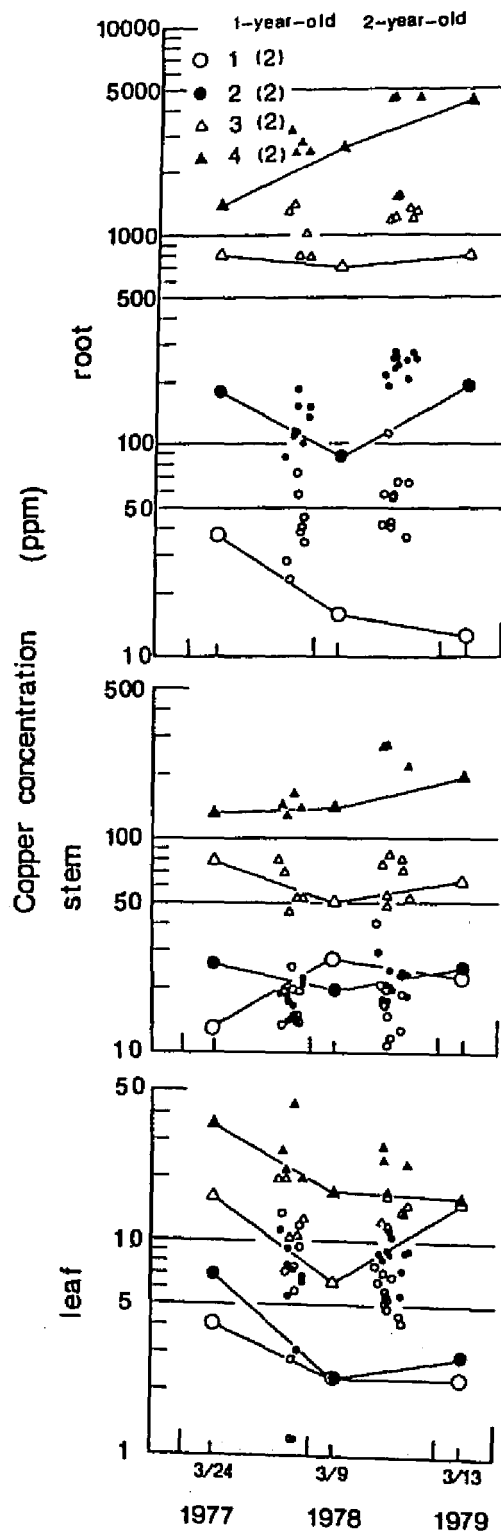 1-year-old 2-year-old
10000
○ 1 (2)
● 2 (2)
5000
△ 3 (2)
▲ 4 (2)
1000
500
100
50
10
root
500
100
50
10
stem
50
10
5
1
leaf
Copper concentration (ppm)
3/24 3/9 3/13
1977 1978 1979